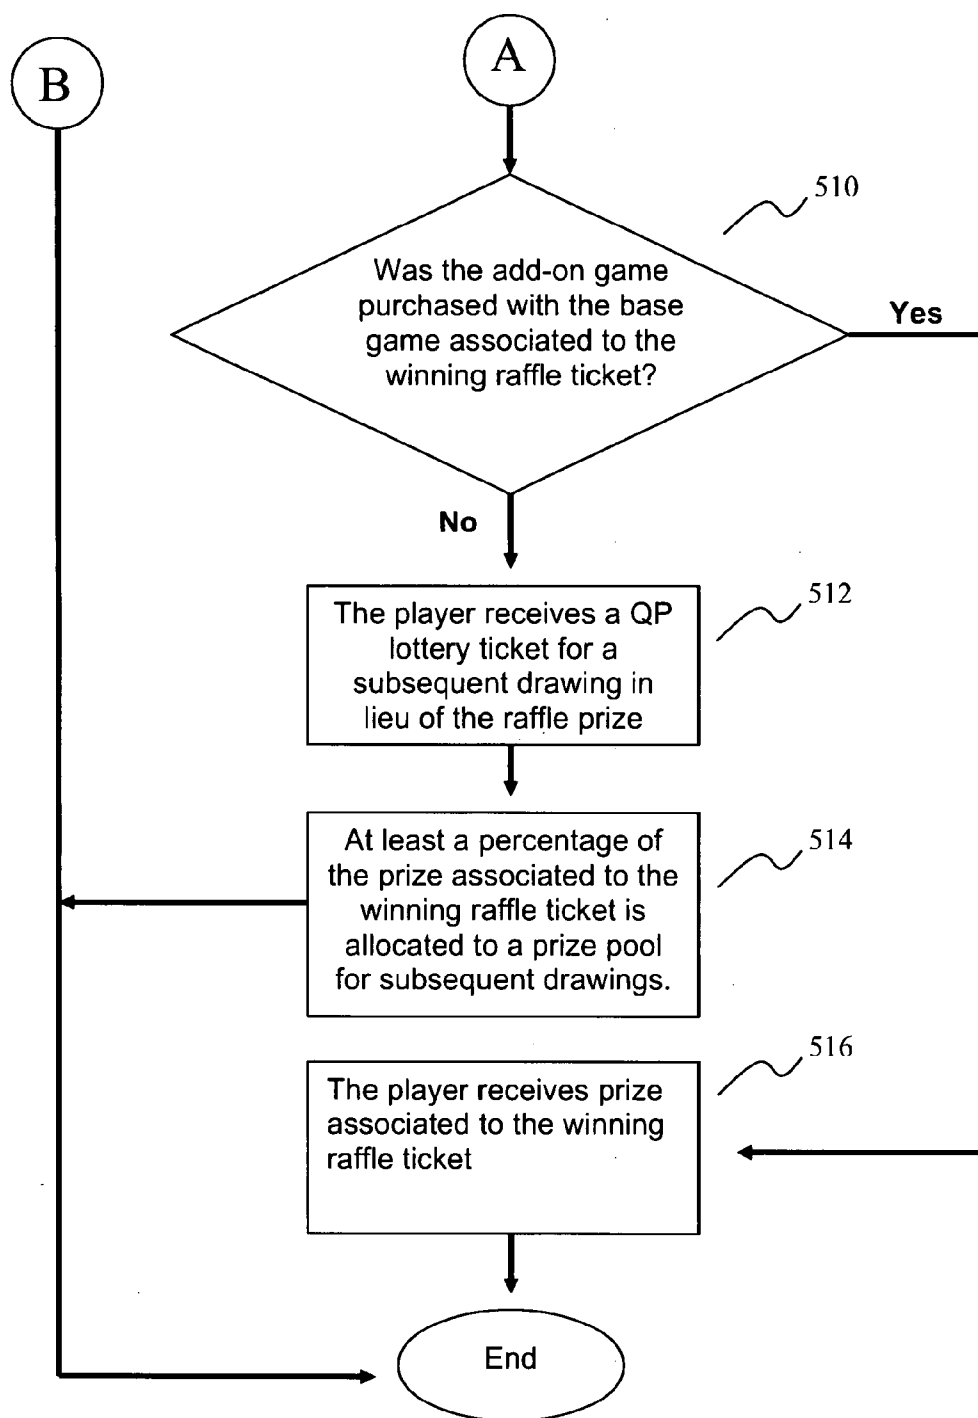 A
B
510
Was the add-on game
purchased with the base
game associated to the
winning raffle ticket?
Yes
No
512
The player receives a QP
lottery ticket for a
subsequent drawing in
lieu of the raffle prize
514
At least a percentage of
the prize associated to the
winning raffle ticket is
allocated to a prize pool
for subsequent drawings.
516
The player receives prize
associated to the winning
raffle ticket
End